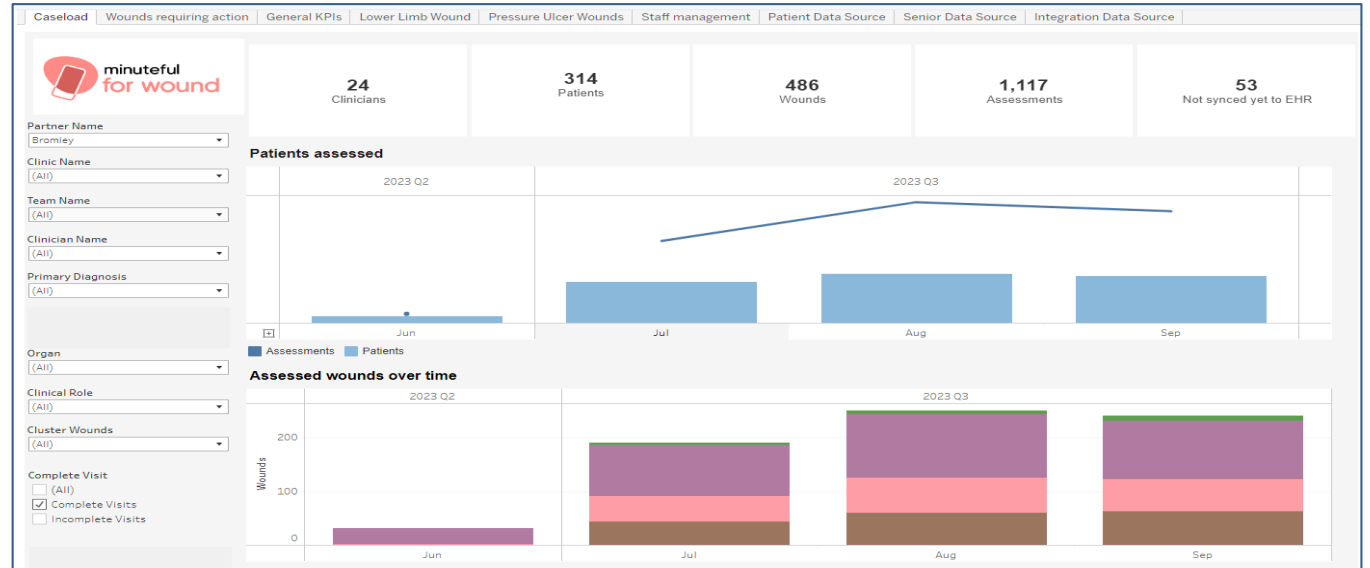 Caseload Wounds requiring action General KPIs Lower Limb Wound Pressure Ulcer Wounds Staff management Patient Data Source Senior Data Source Integration Data Source
minuteful
for wound
24
Clinicians
314
Patients
486
Wounds
1,117
Assessments
53
Not synced yet to EHR
Partner Name
Bromley
Clinic Name
(All)
Team Name
(All)
Clinician Name
(All)
Primary Diagnosis
(All)
Organ
(All)
Clinical Role
(All)
Cluster Wounds
(All)
Complete Visit
(All)
Complete Visits
Incomplete Visits
Patients assessed
2023 Q2 2023 Q3
Jun Jul Aug Sep
Assessments Patients
Assessed wounds over time
2023 Q2 2023 Q3
Wounds
200
100
0
Jun Jul Aug Sep